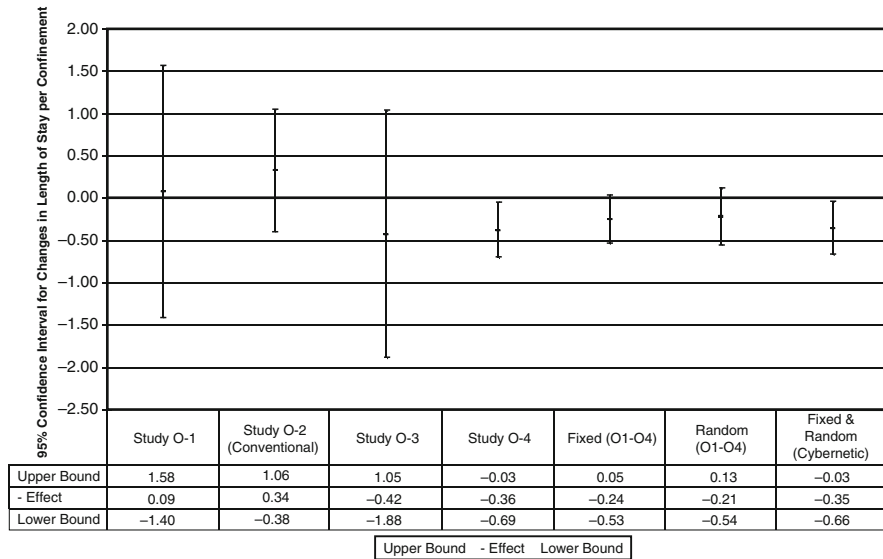 95% Confidence Interval for Changes in Length of Stay per Confinement
2.00
1.50
1.00
0.50
0.00
–0.50
–1.00
–1.50
–2.00
–2.50
Study O-1
Study O-2
(Conventional)
Study O-3
Study O-4
Fixed (O1-O4)
Random
(O1-O4)
Fixed &
Random
(Cybernetic)
Upper Bound 1.58 1.06 1.05 –0.03 0.05 0.13 –0.03
- Effect 0.09 0.34 –0.42 –0.36 –0.24 –0.21 –0.35
Lower Bound –1.40 –0.38 –1.88 –0.69 –0.53 –0.54 –0.66
Upper Bound - Effect Lower Bound